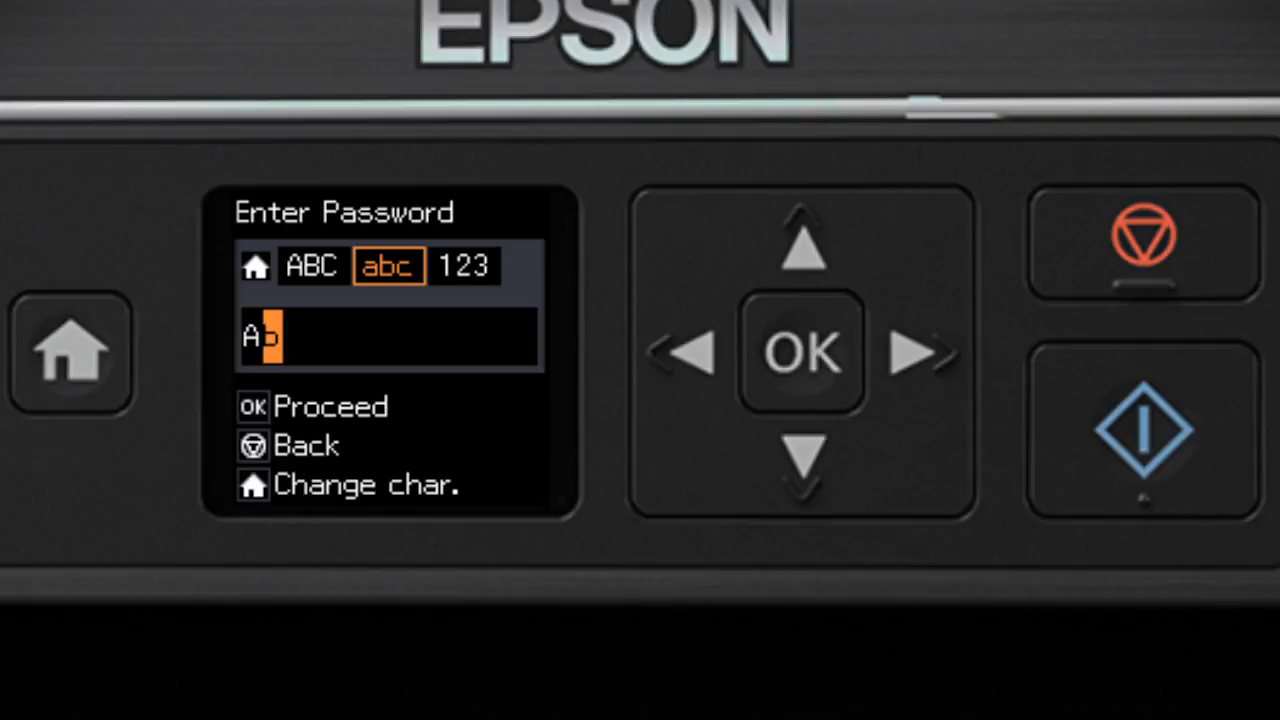 EPSON
Enter Password
ABC abc 123
Ab
OK Proceed
Back
Change char.
OK